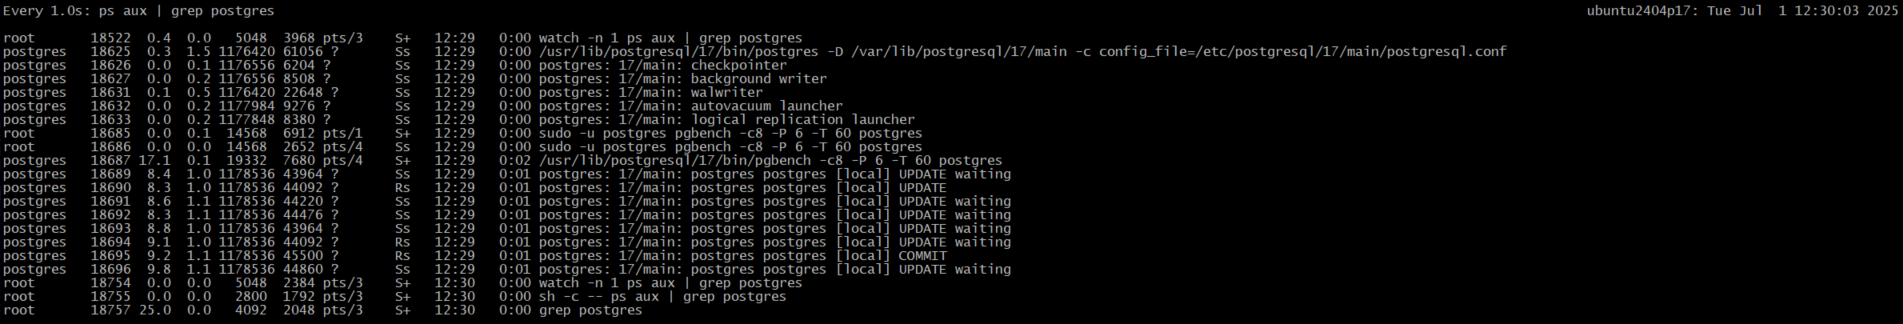 Every 1.0s: ps aux | grep postgres ubuntu2404p17: Tue Jul  1 12:30:03 2025
root       18522  0.4  0.0   5048  3968 pts/3    S+   12:29   0:00 watch -n 1 ps aux | grep postgres
postgres   18625  0.3  1.5 1176420 61056 ?       Ss   12:29   0:00 /usr/lib/postgresql/17/bin/postgres -D /var/lib/postgresql/17/main -c config_file=/etc/postgresql/17/main/postgresql.conf
postgres   18626  0.0  0.1 1176556 6204 ?        Ss   12:29   0:00 postgres: 17/main: checkpointer
postgres   18627  0.0  0.2 1176556 8508 ?        Ss   12:29   0:00 postgres: 17/main: background writer
postgres   18631  0.1  0.5 1176420 22648 ?       Ss   12:29   0:00 postgres: 17/main: walwriter
postgres   18632  0.0  0.2 1177984 9276 ?        Ss   12:29   0:00 postgres: 17/main: autovacuum launcher
postgres   18633  0.0  0.2 1177848 8380 ?        Ss   12:29   0:00 postgres: 17/main: logical replication launcher
root       18685  0.0  0.1  14568  6912 pts/1    S+   12:29   0:00 sudo -u postgres pgbench -c8 -P 6 -T 60 postgres
root       18686  0.0  0.0  14568  2652 pts/4    Ss   12:29   0:00 sudo -u postgres pgbench -c8 -P 6 -T 60 postgres
postgres   18687 17.1  0.1  19332  7680 pts/4    S+   12:29   0:02 /usr/lib/postgresql/17/bin/pgbench -c8 -P 6 -T 60 postgres
postgres   18689  8.4  1.0 1178536 43964 ?       Ss   12:29   0:01 postgres: 17/main: postgres postgres [local] UPDATE waiting
postgres   18690  8.3  1.0 1178536 44092 ?       Rs   12:29   0:01 postgres: 17/main: postgres postgres [local] UPDATE
postgres   18691  8.6  1.1 1178536 44220 ?       Ss   12:29   0:01 postgres: 17/main: postgres postgres [local] UPDATE waiting
postgres   18692  8.3  1.1 1178536 44476 ?       Ss   12:29   0:01 postgres: 17/main: postgres postgres [local] UPDATE waiting
postgres   18693  8.8  1.0 1178536 43964 ?       Ss   12:29   0:01 postgres: 17/main: postgres postgres [local] UPDATE waiting
postgres   18694  9.1  1.0 1178536 44092 ?       Rs   12:29   0:01 postgres: 17/main: postgres postgres [local] UPDATE waiting
postgres   18695  9.2  1.1 1178536 45500 ?       Rs   12:29   0:01 postgres: 17/main: postgres postgres [local] COMMIT
postgres   18696  9.8  1.1 1178536 44860 ?       Ss   12:29   0:01 postgres: 17/main: postgres postgres [local] UPDATE waiting
root       18754  0.0  0.0   5048  2384 pts/3    S+   12:30   0:00 watch -n 1 ps aux | grep postgres
root       18755  0.0  0.0   2800  1792 pts/3    S+   12:30   0:00 sh -c -- ps aux | grep postgres
root       18757 25.0  0.0   4092  2048 pts/3    S+   12:30   0:00 grep postgres